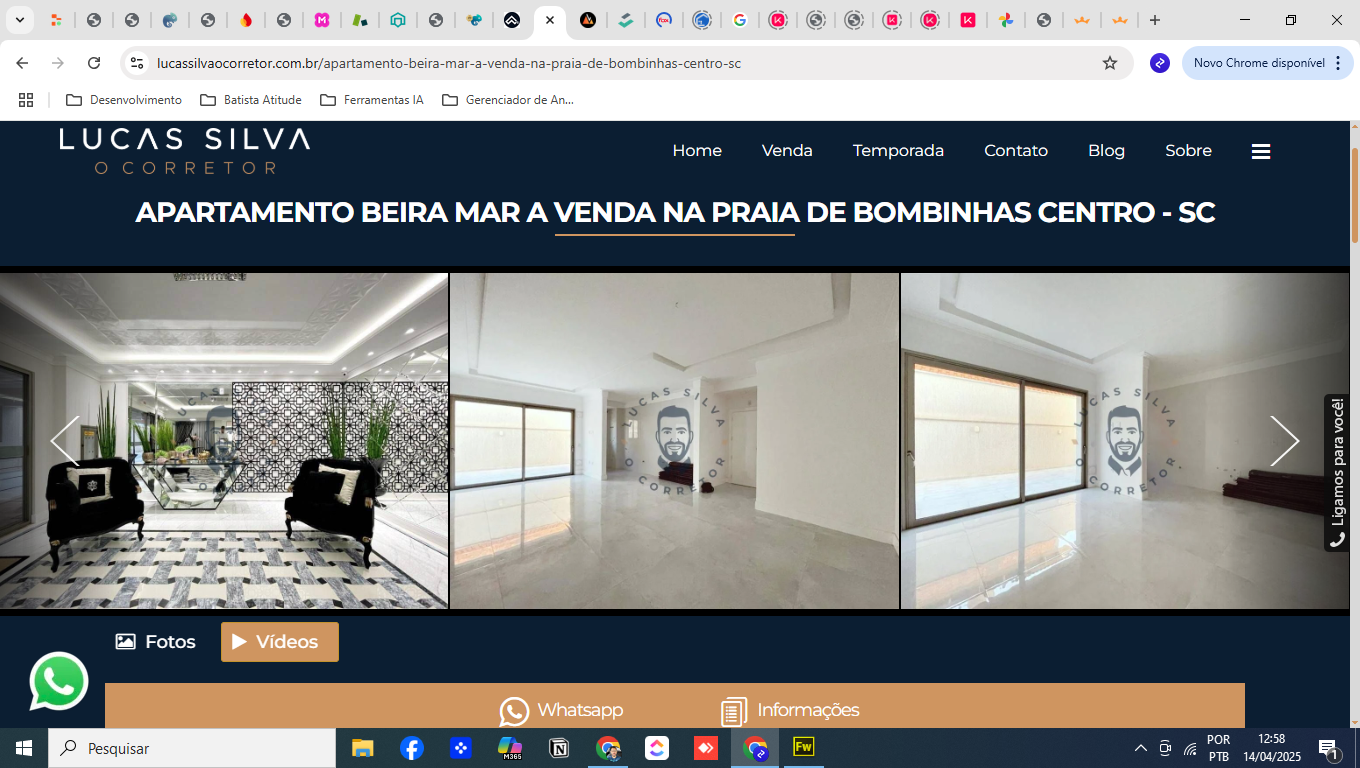 lucassilvaocorretor.com.br/apartamento-beira-mar-a-venda-na-praia-de-bombinhas-centro-sc
Novo Chrome disponível
Desenvolvimento
Batista Atitude
Ferramentas IA
Gerenciador de An...
LUCAS SILVA
O CORRETOR
Home
Venda
Temporada
Contato
Blog
Sobre
APARTAMENTO BEIRA MAR A VENDA NA PRAIA DE BOMBINHAS CENTRO - SC
LUCAS SILVA
O CORRETOR
LUCAS SILVA
O CORRETOR
Ligamos para você!
Fotos
Vídeos
Whatsapp
Informações
Pesquisar
M365
Fw
POR
PTB
12:58
14/04/2025
1